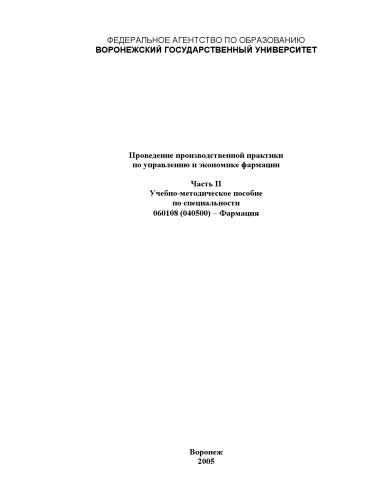 ФЕДЕРАЛЬНОЕ АГЕНТСТВО ПО ОБРАЗОВАНИЮ
ВОРОНЕЖСКИЙ ГОСУДАРСТВЕННЫЙ УНИВЕРСИТЕТ
Проведение производственной практики
по управлению и экономике фармации
Часть II
Учебно-методическое пособие
по специальности
060108 (040500) – Фармация
Воронеж
2005